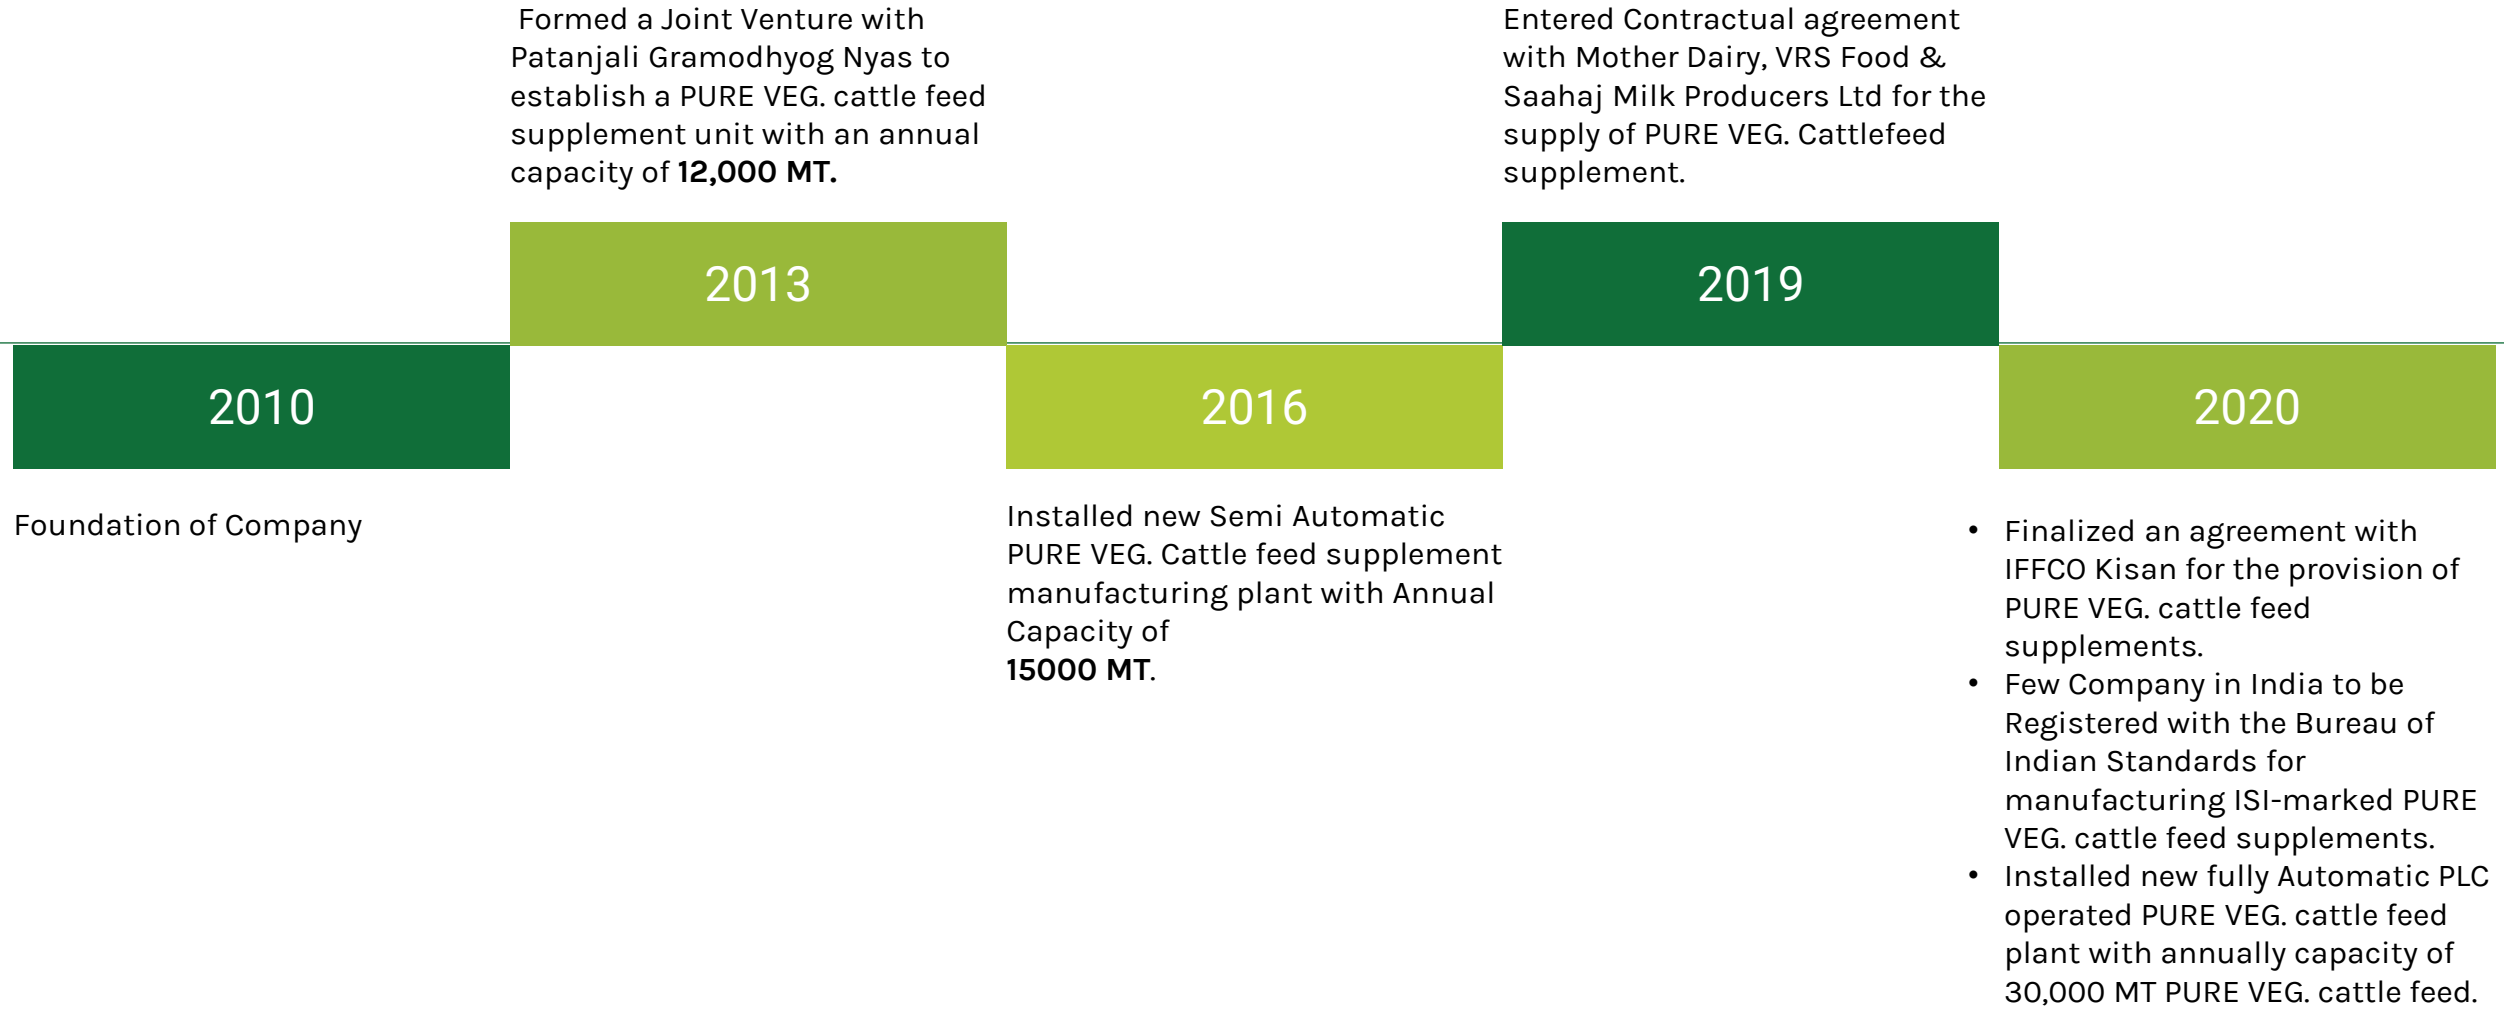 Formed a Joint Venture with
Patanjali Gramodhyog Nyas to
establish a PURE VEG. cattle feed
supplement unit with an annual
capacity of 12,000 MT.
2013
2010
Foundation of Company
2016
Installed new Semi Automatic
PURE VEG. Cattle feed supplement
manufacturing plant with Annual
Capacity of
15000 MT.
Entered Contractual agreement
with Mother Dairy, VRS Food &
Saahaj Milk Producers Ltd for the
supply of PURE VEG. Cattlefeed
supplement.
2019
2020
• Finalized an agreement with
IFFCO Kisan for the provision of
PURE VEG. cattle feed
supplements.
• Few Company in India to be
Registered with the Bureau of
Indian Standards for
manufacturing ISI-marked PURE
VEG. cattle feed supplements.
• Installed new fully Automatic PLC
operated PURE VEG. cattle feed
plant with annually capacity of
30,000 MT PURE VEG. cattle feed.